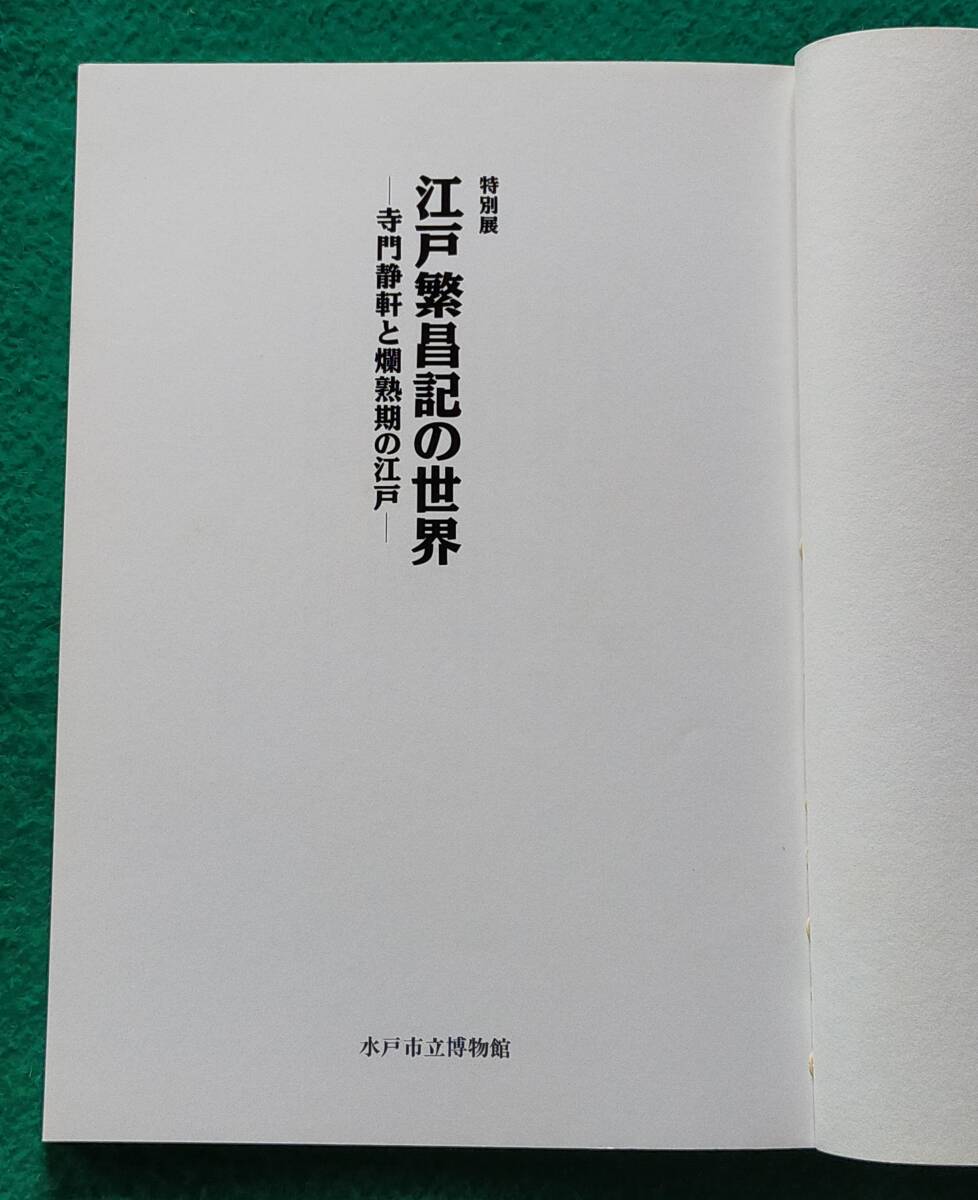 特別展
江戸繁昌記の世界
―寺門静軒と爛熟期の江戸―
水戸市立博物館